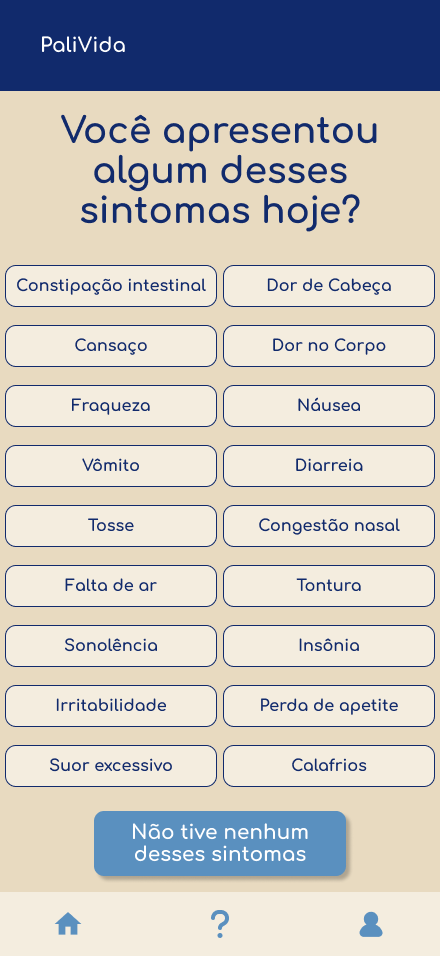 PaliVida
Você apresentou
algum desses
sintomas hoje?
Constipação intestinal
Dor de Cabeça
Cansaço
Dor no Corpo
Fraqueza
Náusea
Vômito
Diarreia
Tosse
Congestão nasal
Falta de ar
Tontura
Sonolência
Insônia
Irritabilidade
Perda de apetite
Suor excessivo
Calafrios
Não tive nenhum
desses sintomas
?